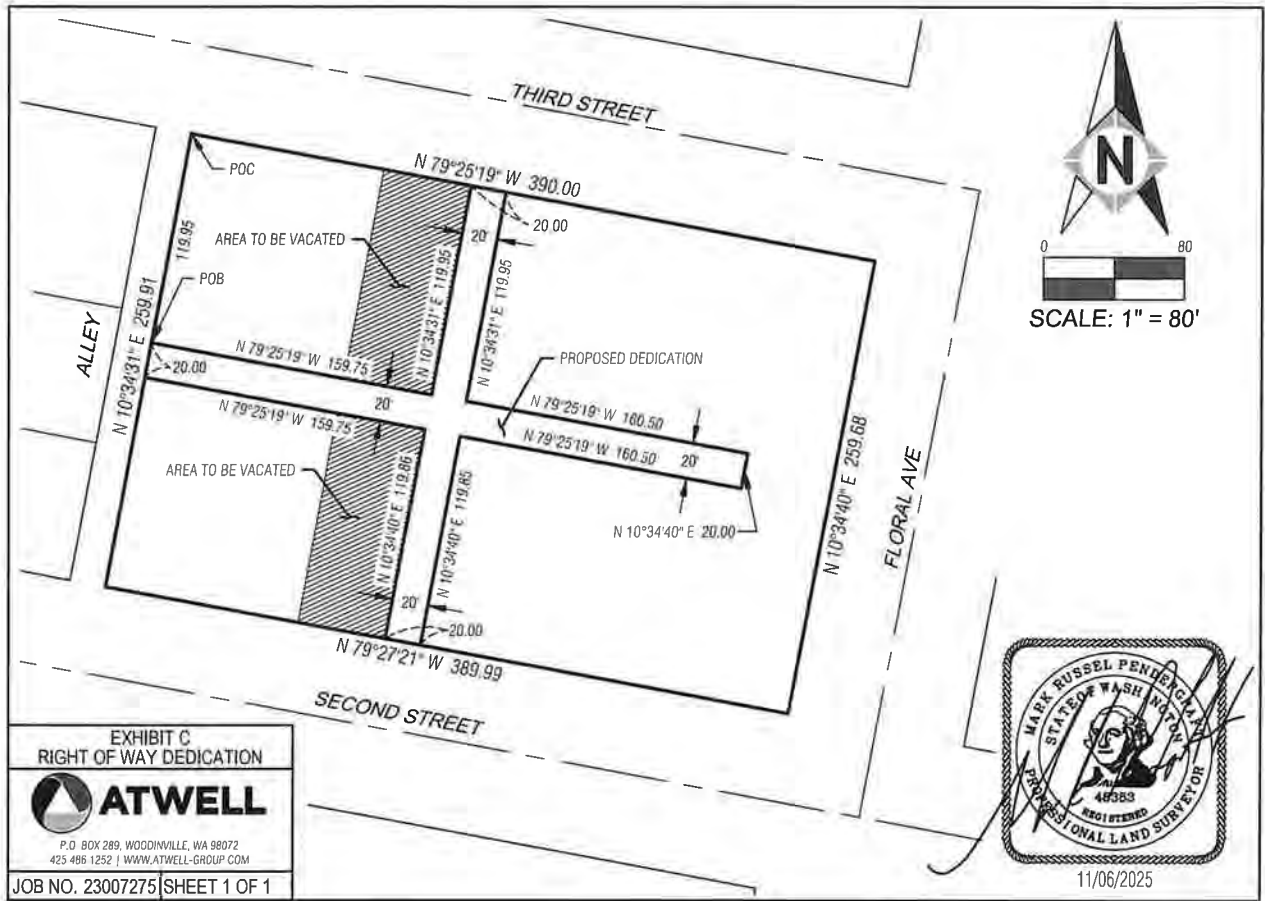 THIRD STREET
N 79°25'19" W 390.00
POC
20.00
AREA TO BE VACATED
20'
119.95
N 10°34'31" E 119.95
N 10°34'31" E 119.95
POB
N 10°34'31" E 259.91
ALLEY
N 79°25'19" W 159.75
20.00
20'
N 79°25'19" W 159.75
PROPOSED DEDICATION
N 79°25'19" W 160.50
N 79°25'19" W 160.50
20'
AREA TO BE VACATED
N 10°34'40" E 119.86
N 10°34'40" E 119.85
N 10°34'40" E 20.00
N 10°34'40" E 259.68
FLORAL AVE
20'
20.00
N 79°27'21" W 389.99
SECOND STREET
N
0 80
SCALE: 1" = 80'
EXHIBIT C
RIGHT OF WAY DEDICATION
ATWELL
P.O BOX 289, WOODINVILLE, WA 98072
425 486 1252 | WWW.ATWELL-GROUP COM
JOB NO. 23007275 SHEET 1 OF 1
MARK RUSSEL
STATE OF WASHINGTON
48383
REGISTERED
PROFESSIONAL LAND SURVEYOR
11/06/2025